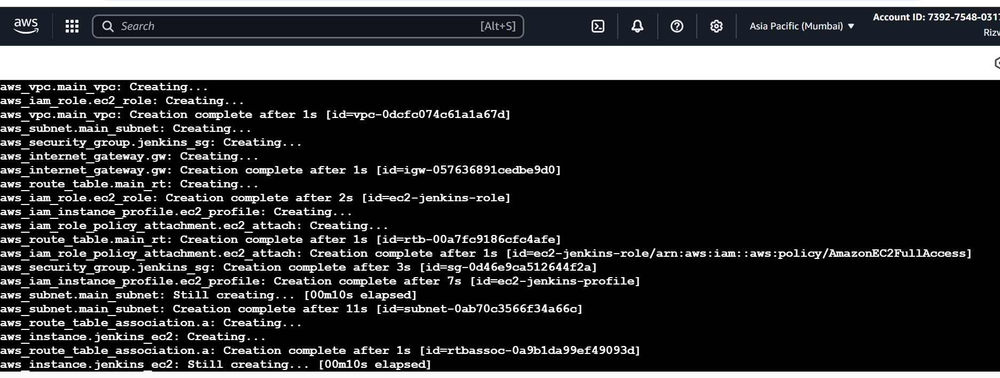 aws
Search
[Alt+S]
Asia Pacific (Mumbai) ▼
Account ID: 7392-7548-031
aws_vpc.main_vpc: Creating...
aws_iam_role.ec2_role: Creating...
aws_vpc.main_vpc: Creation complete after 1s [id=vpc-0dcfc074c61a1a67d]
aws_subnet.main_subnet: Creating...
aws_security_group.jenkins_sg: Creating...
aws_internet_gateway.gw: Creating...
aws_internet_gateway.gw: Creation complete after 1s [id=igw-057636891cedbe9d0]
aws_route_table.main_rt: Creating...
aws_iam_role.ec2_role: Creation complete after 2s [id=ec2-jenkins-role]
aws_iam_instance_profile.ec2_profile: Creating...
aws_iam_role_policy_attachment.ec2_attach: Creating...
aws_route_table.main_rt: Creation complete after 1s [id=rtb-00a7fc9186cfc4afe]
aws_iam_role_policy_attachment.ec2_attach: Creation complete after 1s [id=ec2-jenkins-role/arn:aws:iam::aws:policy/AmazonEC2FullAccess]
aws_security_group.jenkins_sg: Creation complete after 3s [id=sg-0d46e9ca512644f2a]
aws_iam_instance_profile.ec2_profile: Creation complete after 7s [id=ec2-jenkins-profile]
aws_subnet.main_subnet: Still creating... [00m10s elapsed]
aws_subnet.main_subnet: Creation complete after 11s [id=subnet-0ab70c3566f34a66c]
aws_route_table_association.a: Creating...
aws_instance.jenkins_ec2: Creating...
aws_route_table_association.a: Creation complete after 1s [id=rtbassoc-0a9b1da99ef49093d]
aws_instance.jenkins_ec2: Still creating... [00m10s elapsed]